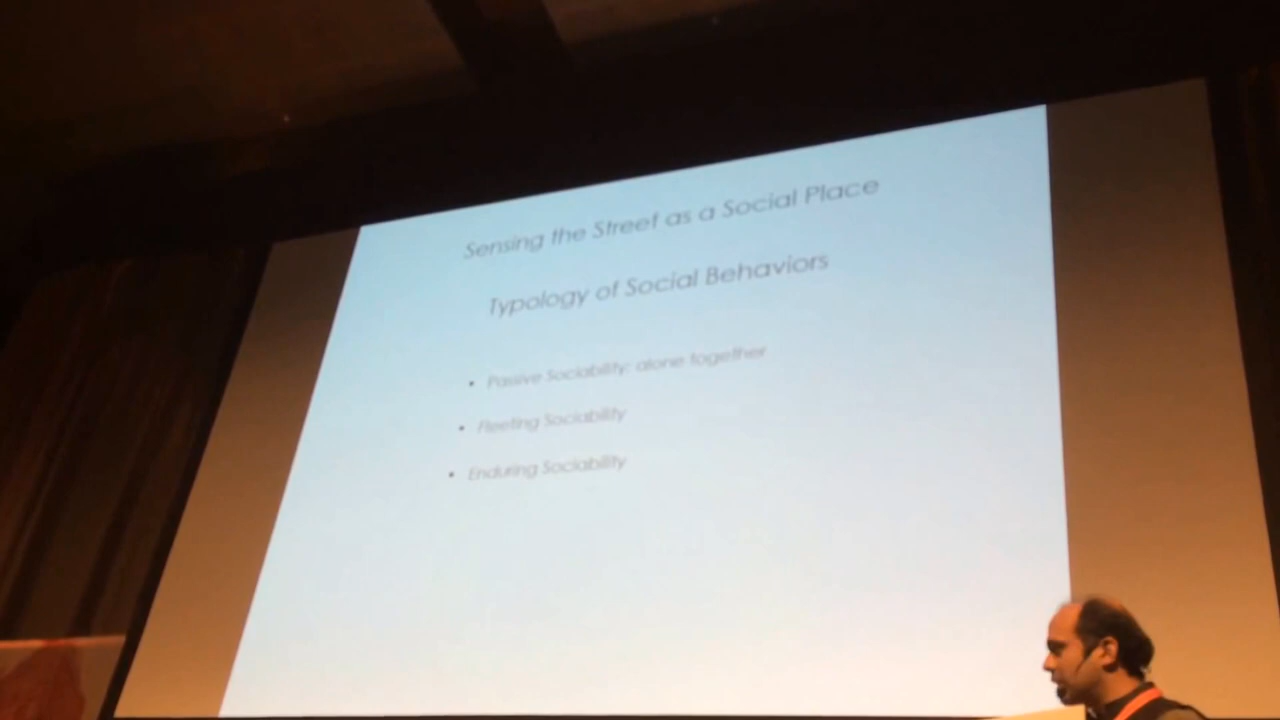 Sensing the Street as a Social Place
Typology of Social Behaviors
• Passive Sociability: alone together
• Fleeting Sociability
• Enduring Sociability